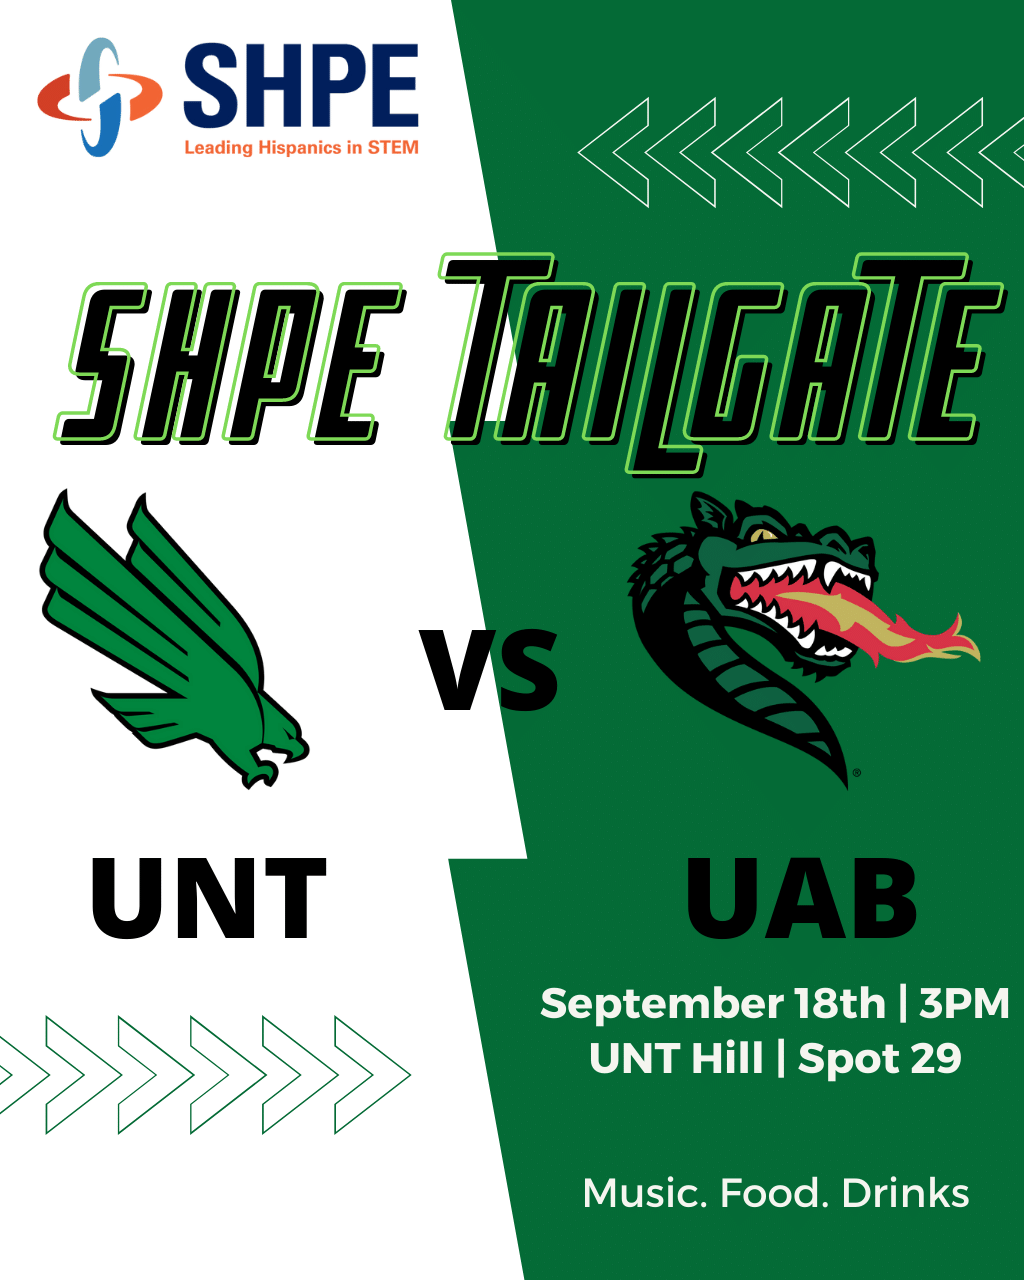 SHPE
Leading Hispanics in STEM
SHPE TAILGATE
VS
®
UNT
UAB
September 18th | 3PM
UNT Hill | Spot 29
Music. Food. Drinks